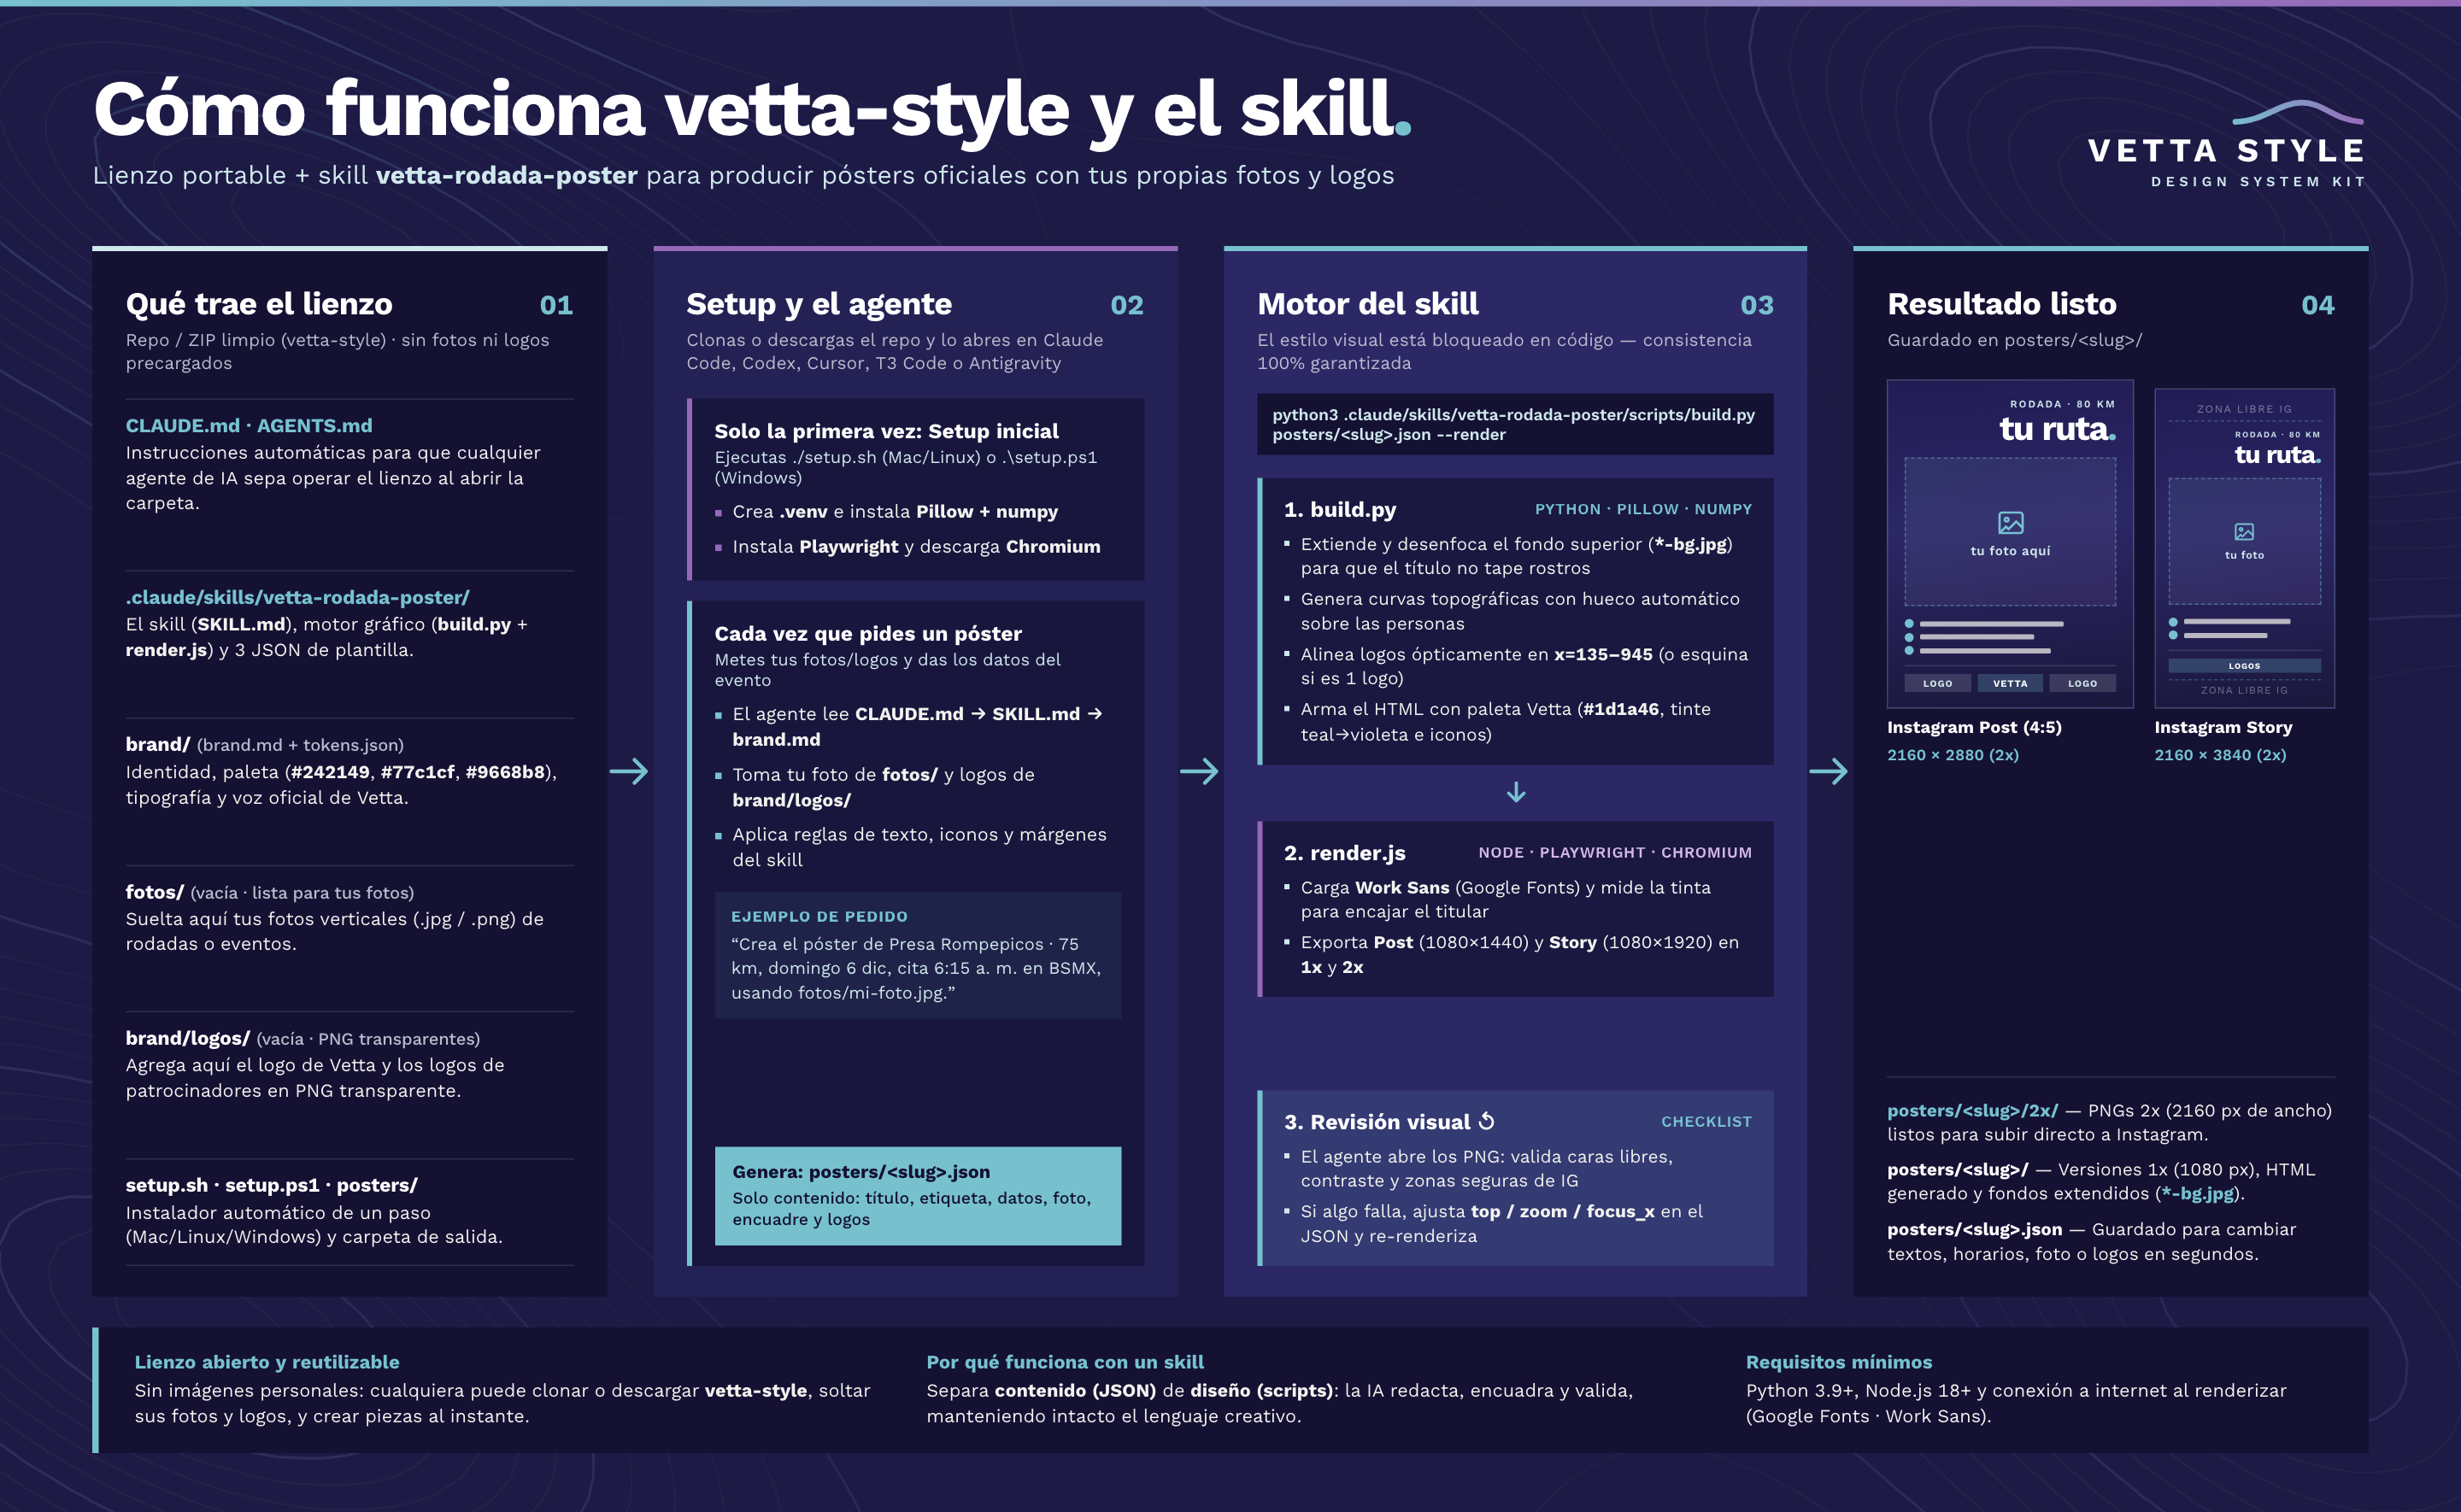 Cómo funciona vetta-style y el skill.
Lienzo portable + skill vetta-rodada-poster para producir pósters oficiales con tus propias fotos y logos
VETTA STYLE
DESIGN SYSTEM KIT
Qué trae el lienzo 01
Repo / ZIP limpio (vetta-style) · sin fotos ni logos
precargados
CLAUDE.md · AGENTS.md
Instrucciones automáticas para que cualquier
agente de IA sepa operar el lienzo al abrir la
carpeta.
.claude/skills/vetta-rodada-poster/
El skill (SKILL.md), motor gráfico (build.py +
render.js) y 3 JSON de plantilla.
brand/ (brand.md + tokens.json)
Identidad, paleta (#242149, #77c1cf, #9668b8),
tipografía y voz oficial de Vetta.
fotos/ (vacía · lista para tus fotos)
Suelta aquí tus fotos verticales (.jpg / .png) de
rodadas o eventos.
brand/logos/ (vacía · PNG transparentes)
Agrega aquí el logo de Vetta y los logos de
patrocinadores en PNG transparente.
setup.sh · setup.ps1 · posters/
Instalador automático de un paso
(Mac/Linux/Windows) y carpeta de salida.
Setup y el agente 02
Clonas o descargas el repo y lo abres en Claude
Code, Codex, Cursor, T3 Code o Antigravity
Solo la primera vez: Setup inicial
Ejecutas ./setup.sh (Mac/Linux) o .\setup.ps1
(Windows)
▪ Crea .venv e instala Pillow + numpy
▪ Instala Playwright y descarga Chromium
Cada vez que pides un póster
Metes tus fotos/logos y das los datos del
evento
▪ El agente lee CLAUDE.md → SKILL.md →
brand.md
▪ Toma tu foto de fotos/ y logos de
brand/logos/
▪ Aplica reglas de texto, iconos y márgenes
del skill
EJEMPLO DE PEDIDO
“Crea el póster de Presa Rompepicos · 75
km, domingo 6 dic, cita 6:15 a. m. en BSMX,
usando fotos/mi-foto.jpg.”
Genera: posters/<slug>.json
Solo contenido: título, etiqueta, datos, foto,
encuadre y logos
Motor del skill 03
El estilo visual está bloqueado en código — consistencia
100% garantizada
python3 .claude/skills/vetta-rodada-poster/scripts/build.py
posters/<slug>.json --render
1. build.py PYTHON · PILLOW · NUMPY
▪ Extiende y desenfoca el fondo superior (*-bg.jpg)
para que el título no tape rostros
▪ Genera curvas topográficas con hueco automático
sobre las personas
▪ Alinea logos ópticamente en x=135–945 (o esquina
si es 1 logo)
▪ Arma el HTML con paleta Vetta (#1d1a46, tinte
teal→violeta e iconos)
↓
2. render.js NODE · PLAYWRIGHT · CHROMIUM
▪ Carga Work Sans (Google Fonts) y mide la tinta
para encajar el titular
▪ Exporta Post (1080×1440) y Story (1080×1920) en
1x y 2x
3. Revisión visual ↺ CHECKLIST
▪ El agente abre los PNG: valida caras libres,
contraste y zonas seguras de IG
▪ Si algo falla, ajusta top / zoom / focus_x en el
JSON y re-renderiza
Resultado listo 04
Guardado en posters/<slug>/
RODADA · 80 KM
tu ruta.
tu foto aquí
LOGO VETTA LOGO
Instagram Post (4:5)
2160 × 2880 (2x)
ZONA LIBRE IG
RODADA · 80 KM
tu ruta.
tu foto
LOGOS
ZONA LIBRE IG
Instagram Story
2160 × 3840 (2x)
posters/<slug>/2x/ — PNGs 2x (2160 px de ancho)
listos para subir directo a Instagram.
posters/<slug>/ — Versiones 1x (1080 px), HTML
generado y fondos extendidos (*-bg.jpg).
posters/<slug>.json — Guardado para cambiar
textos, horarios, foto o logos en segundos.
Lienzo abierto y reutilizable
Sin imágenes personales: cualquiera puede clonar o descargar vetta-style, soltar
sus fotos y logos, y crear piezas al instante.
Por qué funciona con un skill
Separa contenido (JSON) de diseño (scripts): la IA redacta, encuadra y valida,
manteniendo intacto el lenguaje creativo.
Requisitos mínimos
Python 3.9+, Node.js 18+ y conexión a internet al renderizar
(Google Fonts · Work Sans).